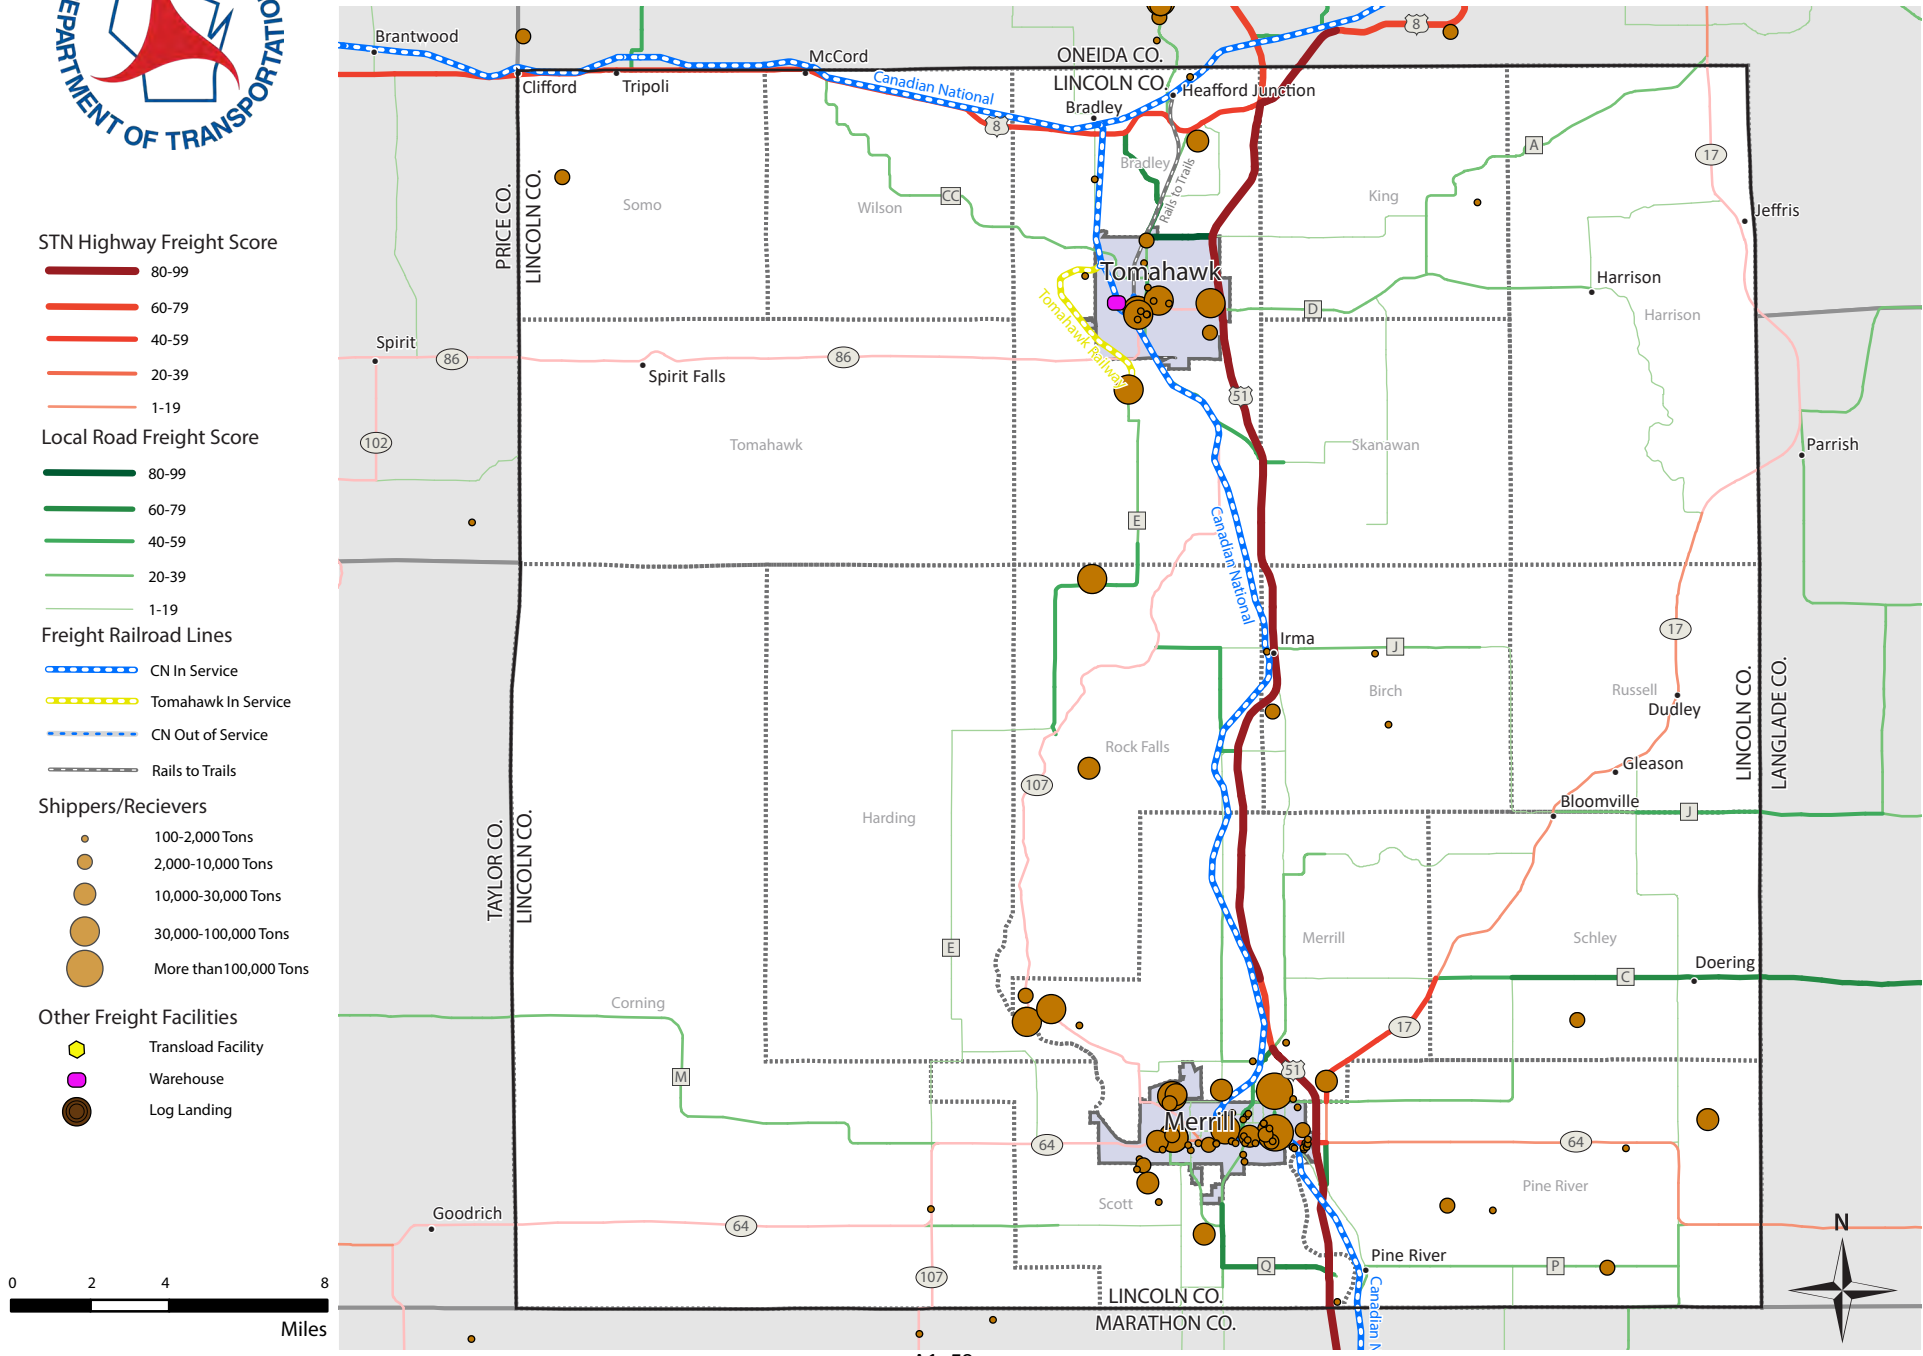 DEPARTMENT OF TRANSPORTATION
STN Highway Freight Score
80-99
60-79
40-59
20-39
1-19
Local Road Freight Score
80-99
60-79
40-59
20-39
1-19
Freight Railroad Lines
CN In Service
Tomahawk In Service
CN Out of Service
Rails to Trails
Shippers/Recievers
100-2,000 Tons
2,000-10,000 Tons
10,000-30,000 Tons
30,000-100,000 Tons
More than100,000 Tons
Other Freight Facilities
Transload Facility
Warehouse
Log Landing
0 2 4 8
Miles
Brantwood
Clifford
Tripoli
McCord
Canadian National
8
ONEIDA CO.
LINCOLN CO.
Bradley
Heafford Junction
8
PRICE CO.
LINCOLN CO.
Somo
Wilson
CC
Bradley
Rails to Trails
King
A
17
Jeffris
Tomahawk
Tomahawk Railway
D
Harrison
Harrison
Spirit
86
Spirit Falls
86
51
102
Tomahawk
Skanawan
Parrish
E
Canadian National
Irma
J
17
Birch
Russell
Dudley
LINCOLN CO.
LANGLADE CO.
Rock Falls
107
Gleason
Bloomville
J
Harding
TAYLOR CO.
LINCOLN CO.
E
Merrill
Schley
Doering
C
Corning
17
M
51
Merrill
64
64
Scott
Pine River
Goodrich
64
107
Q
Pine River
P
LINCOLN CO.
MARATHON CO.
Canadian N
N